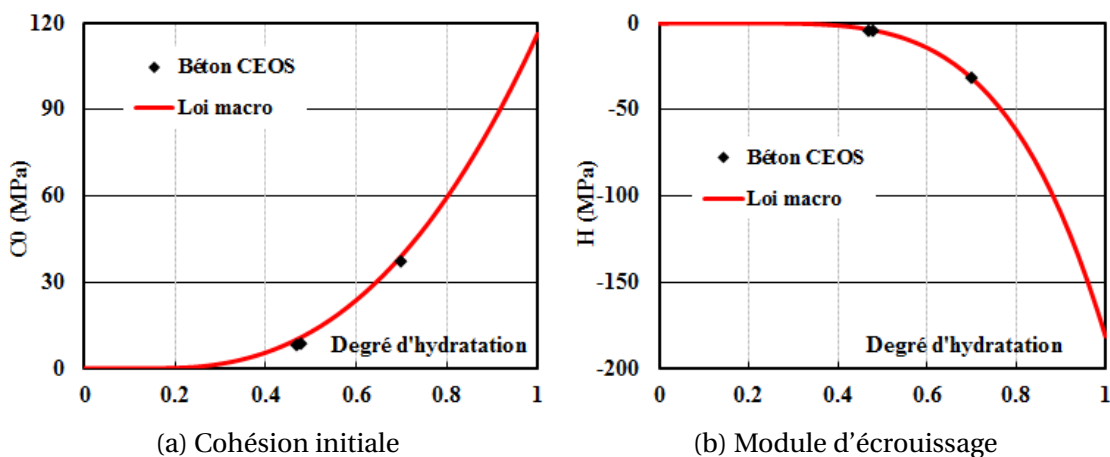 120
90
60
30
0
C0 (MPa)
Béton CEOS
Loi macro
Degré d'hydratation
0 0.2 0.4 0.6 0.8 1
(a) Cohésion initiale
0
-50
-100
-150
-200
H (MPa)
Béton CEOS
Loi macro
Degré d'hydratation
0 0.2 0.4 0.6 0.8 1
(b) Module d'écrouissage